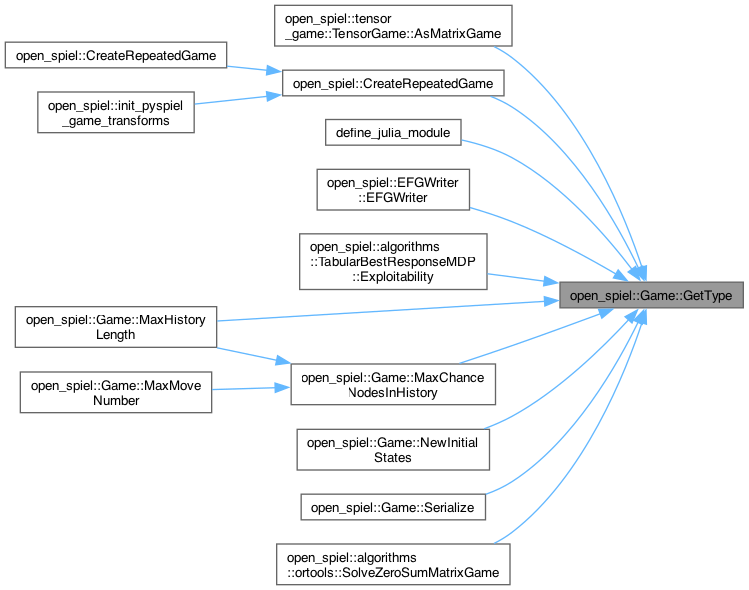 open_spiel::tensor
_game::TensorGame::AsMatrixGame
open_spiel::CreateRepeatedGame
open_spiel::CreateRepeatedGame
open_spiel::init_pyspiel
_game_transforms
define_julia_module
open_spiel::EFGWriter
::EFGWriter
open_spiel::algorithms
::TabularBestResponseMDP
::Exploitability
open_spiel::Game::GetType
open_spiel::Game::MaxHistory
Length
open_spiel::Game::MaxChance
NodesInHistory
open_spiel::Game::MaxMove
Number
open_spiel::Game::NewInitial
States
open_spiel::Game::Serialize
open_spiel::algorithms
::ortools::SolveZeroSumMatrixGame